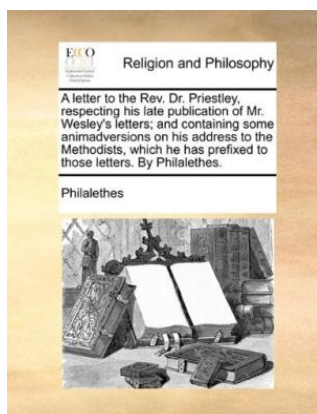 ECCO
Religion and Philosophy
A letter to the Rev. Dr. Priestley,
respecting his late publication of Mr.
Wesley's letters; and containing some
animadversions on his address to the
Methodists, which he has prefixed to
those letters. By Philalethes.
Philalethes